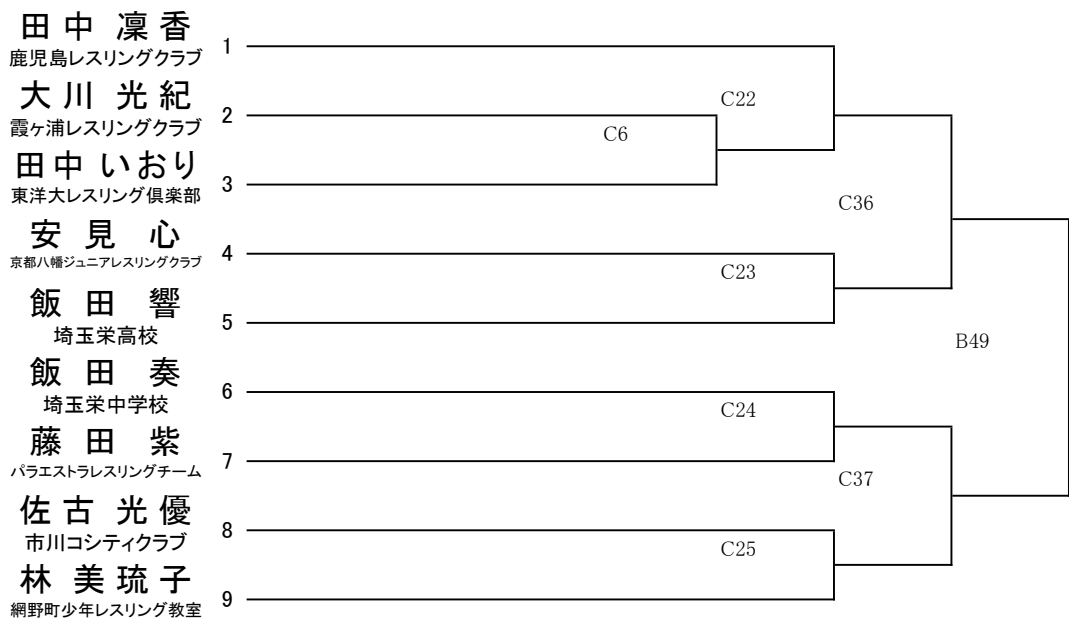 田中 凜香
鹿児島レスリングクラブ
1
大川 光紀
霞ヶ浦レスリングクラブ
2
C22
C6
田中 いおり
東洋大レスリング倶楽部
3
C36
安見 心
京都八幡ジュニアレスリングクラブ
4
C23
飯田 響
埼玉栄高校
5
B49
飯田 奏
埼玉栄中学校
6
C24
藤田 紫
パラエストラレスリングチーム
7
C37
佐古 光優
市川コシティクラブ
8
C25
林 美琉子
網野町少年レスリング教室
9